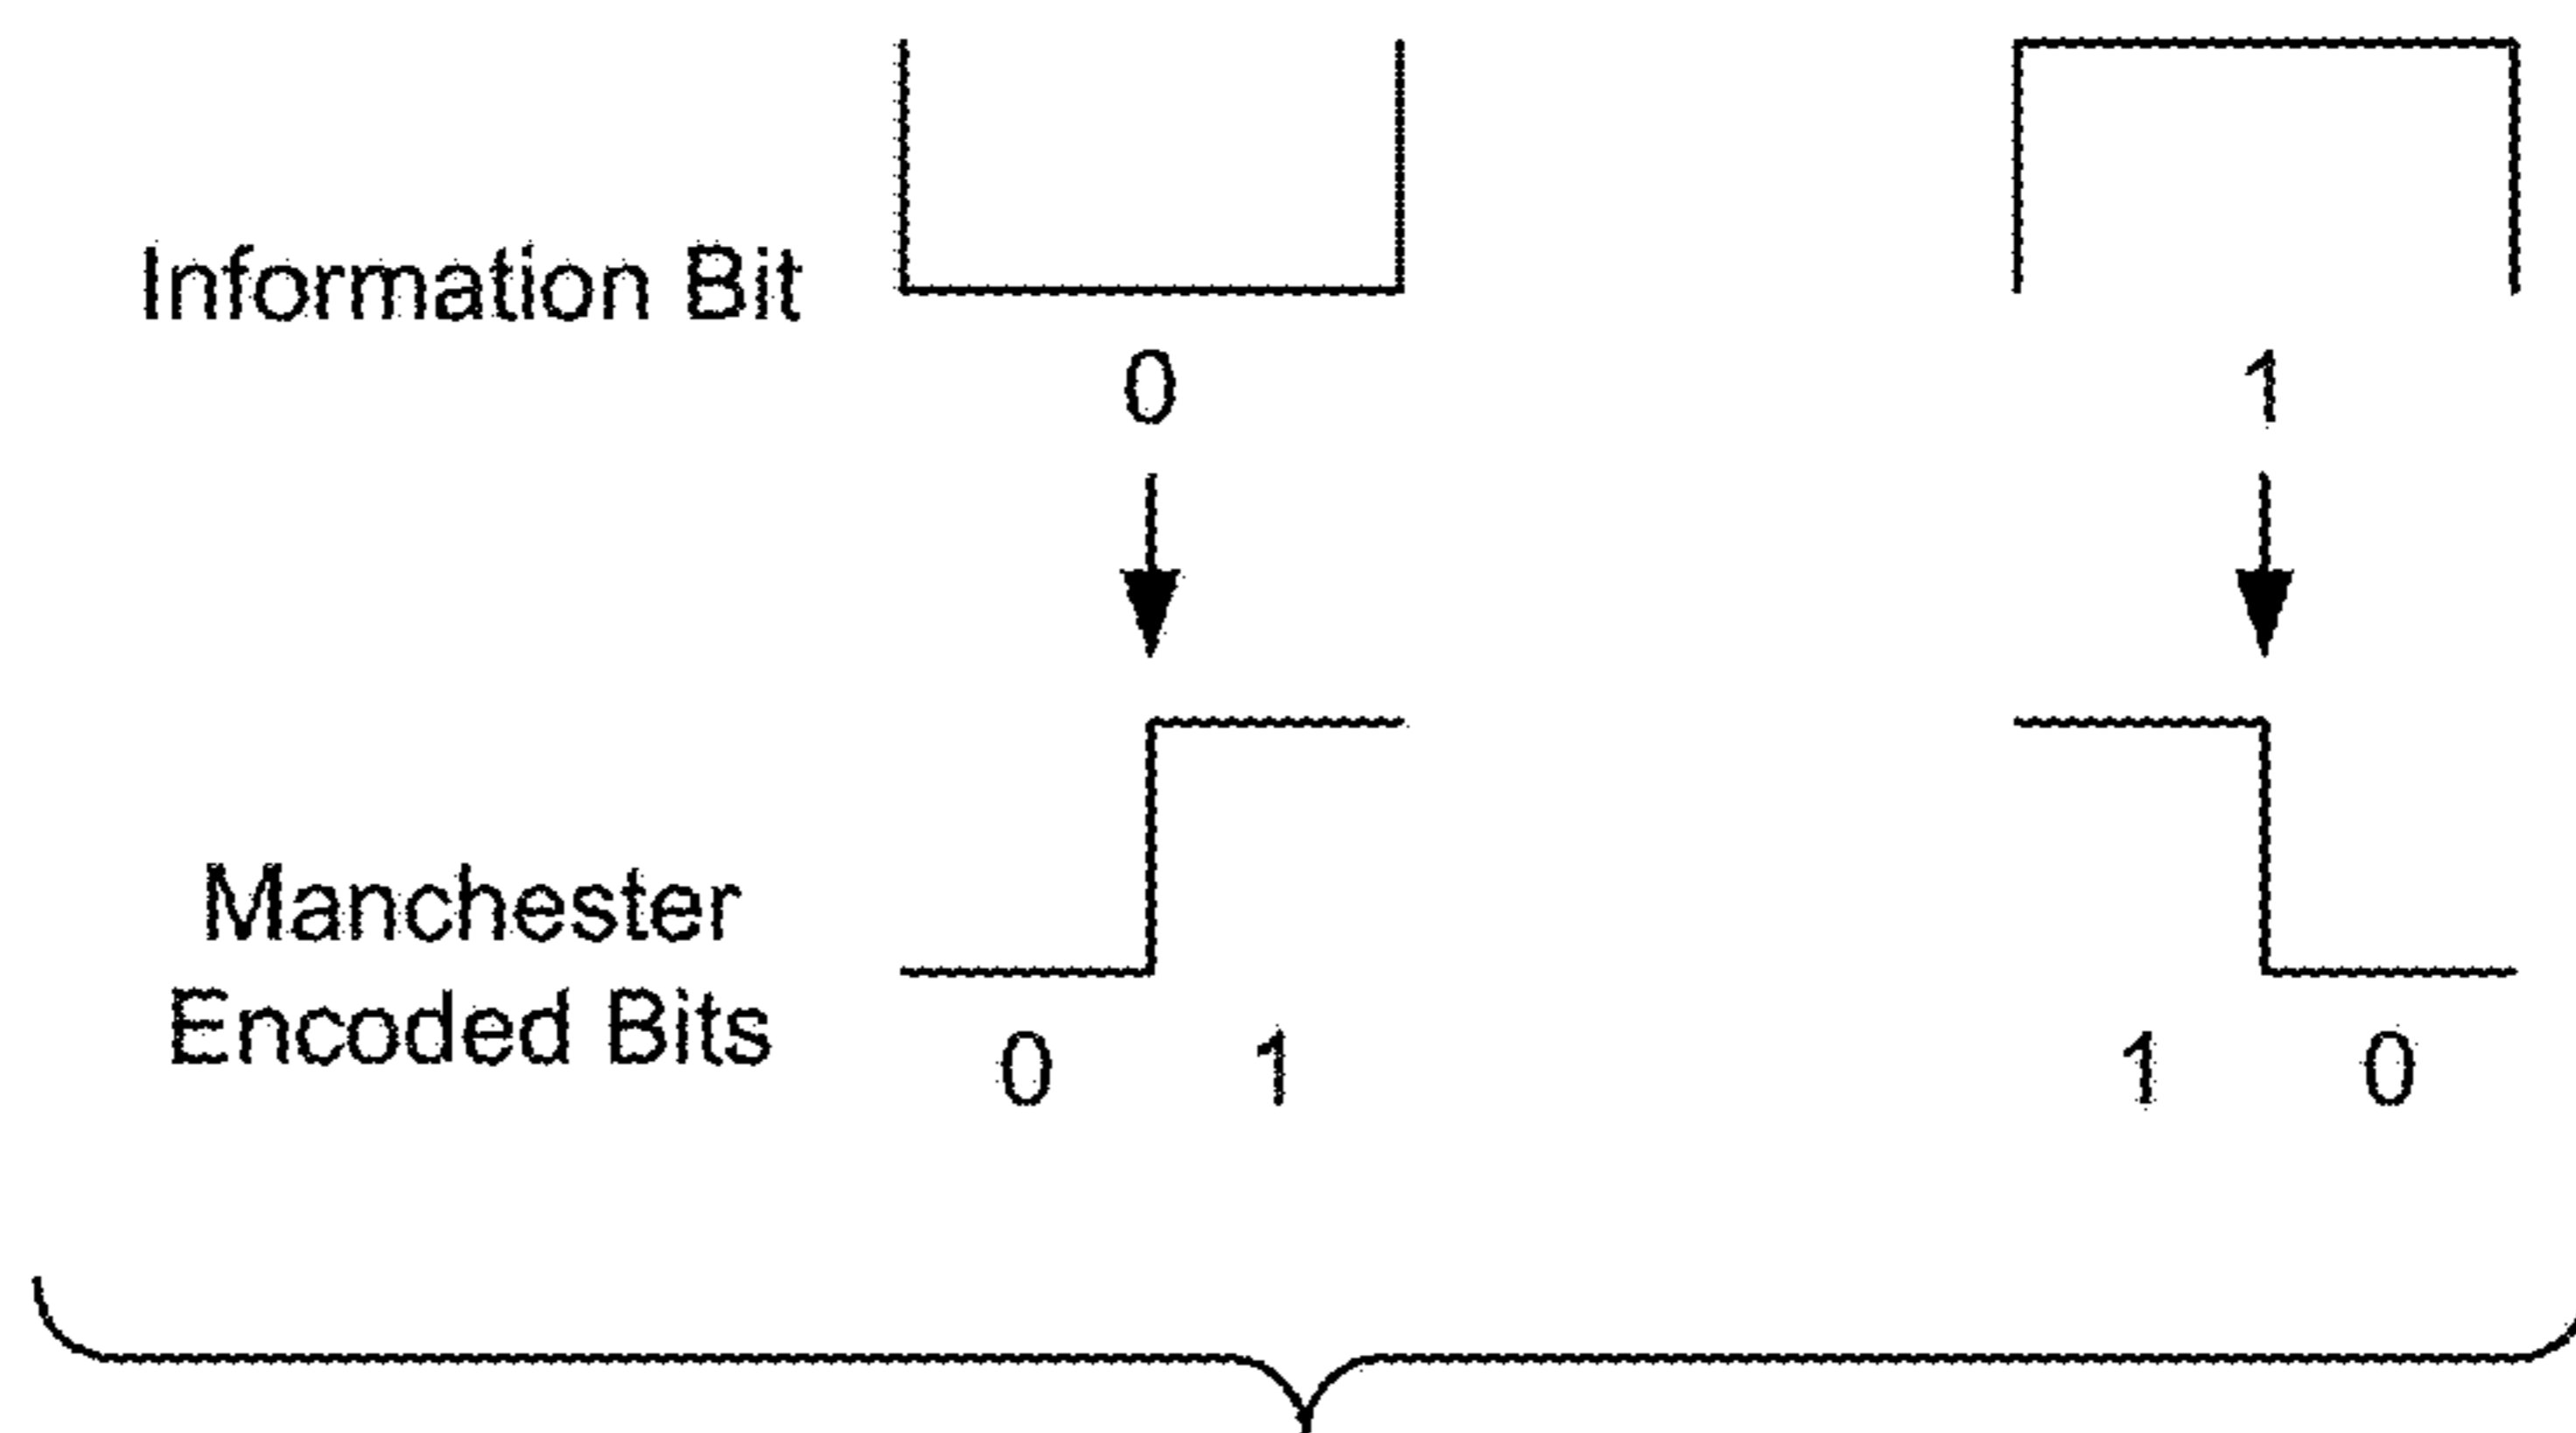 Information Bit
0 1
Manchester
Encoded Bits
0 1 1 0